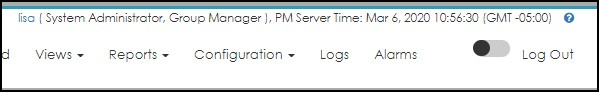 lisa ( System Administrator, Group Manager ), PM Server Time: Mar 6, 2020 10:56:30 (GMT -05:00) ?
Views Reports Configuration Logs Alarms Log Out